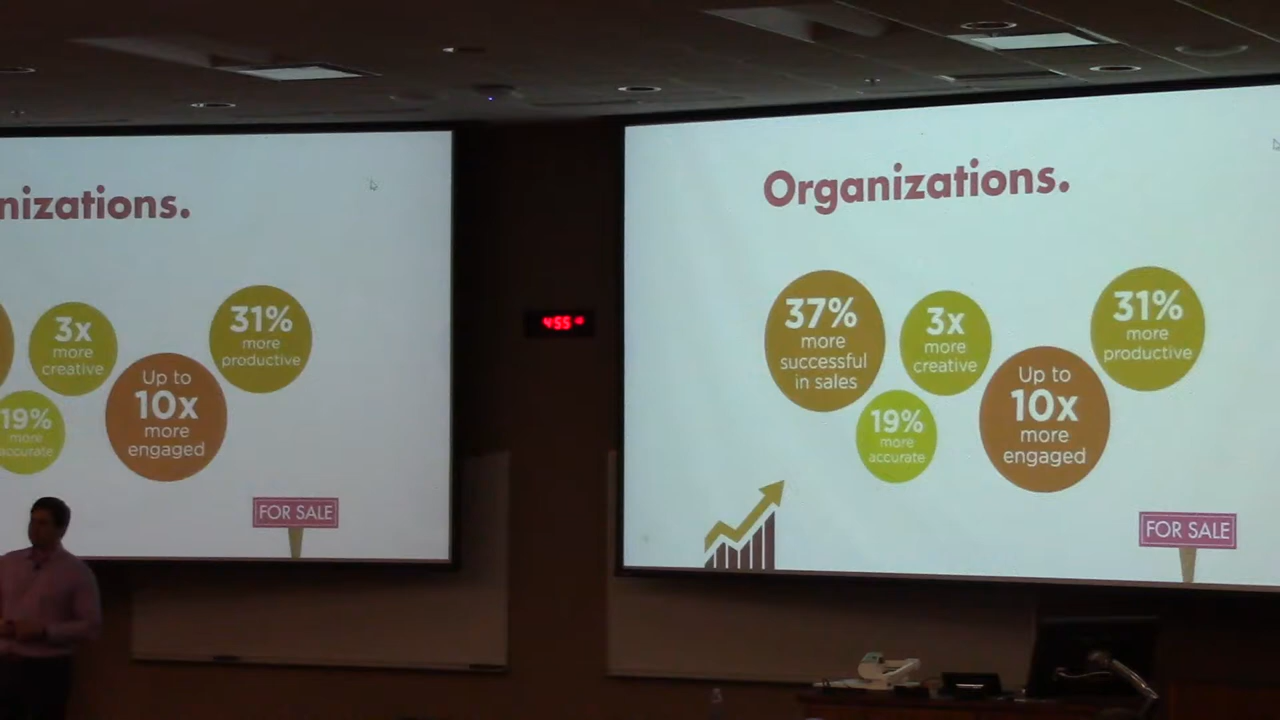 nizations.
3x
more
creative
31%
more
productive
19%
more
accurate
Up to
10x
more
engaged
FOR SALE
455
Organizations.
37%
more
successful
in sales
3x
more
creative
31%
more
productive
19%
more
accurate
Up to
10x
more
engaged
FOR SALE